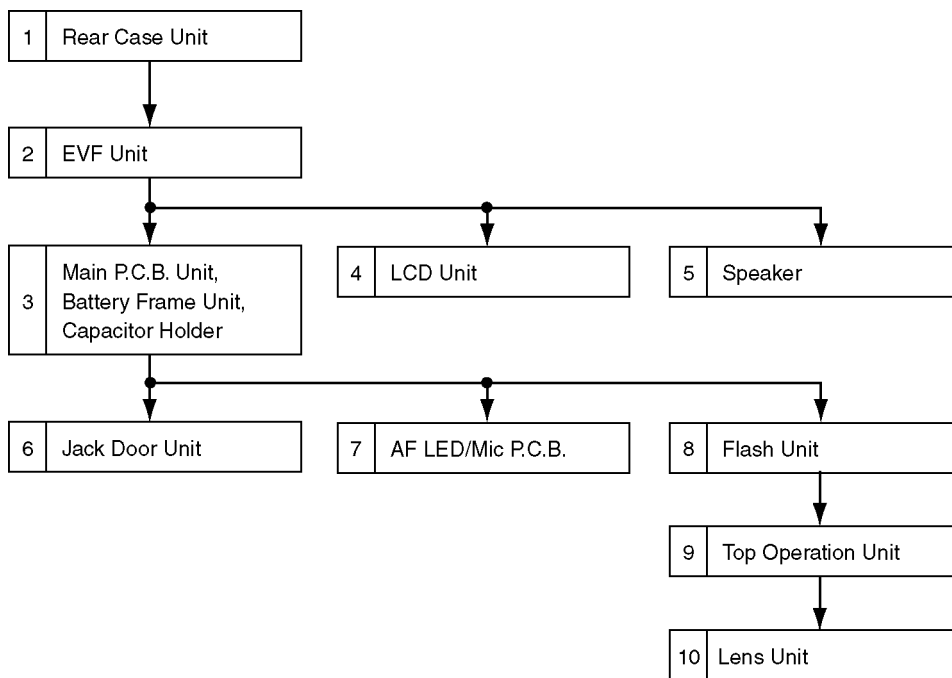 1 Rear Case Unit
2 EVF Unit
3 Main P.C.B. Unit,
Battery Frame Unit,
Capacitor Holder
4 LCD Unit
5 Speaker
6 Jack Door Unit
7 AF LED/Mic P.C.B.
8 Flash Unit
9 Top Operation Unit
10 Lens Unit